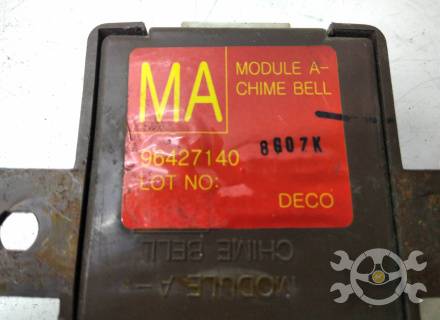 MA
MODULE A-
CHIME BELL
96427140
8607K
LOT NO:
DECO
CHIME BELL
MODULE A-